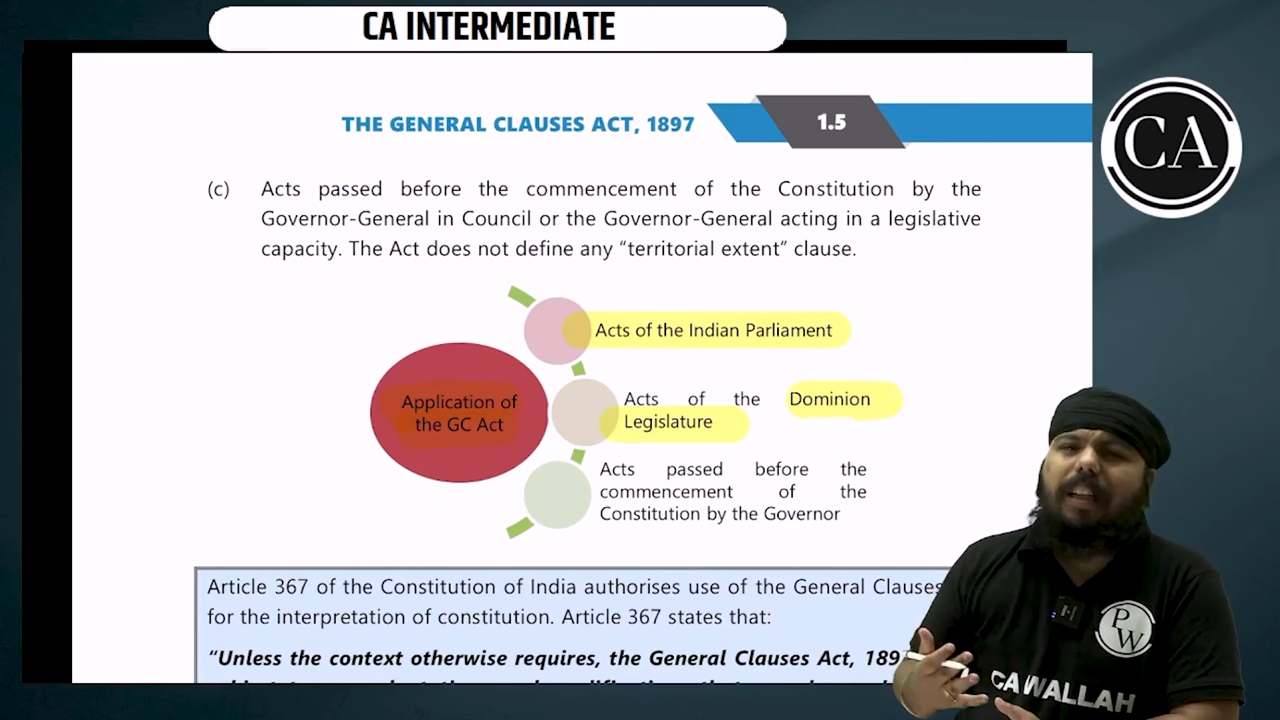 CA INTERMEDIATE
THE GENERAL CLAUSES ACT, 1897
1.5
CA
(c) Acts passed before the commencement of the Constitution by the
Governor-General in Council or the Governor-General acting in a legislative
capacity. The Act does not define any “territorial extent” clause.
Acts of the Indian Parliament
Application of
the GC Act
Acts of the Dominion
Legislature
Acts passed before the
commencement of the
Constitution by the Governor
Article 367 of the Constitution of India authorises use of the General Clauses
for the interpretation of constitution. Article 367 states that:
“Unless the context otherwise requires, the General Clauses Act,
PW
CA WALLAH